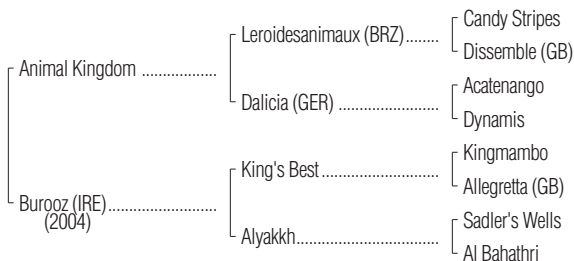 Candy Stripes
Leroidesanimaux (BRZ)........
Dissemble (GB)
Animal Kingdom ..................
Acatenango
Dalicia (GER) ........................
Dynamis
Kingmambo
King's Best............................
Allegretta (GB)
Burooz (IRE)..........................
(2004)
Sadler's Wells
Alyakkh..................................
Al Bahathri